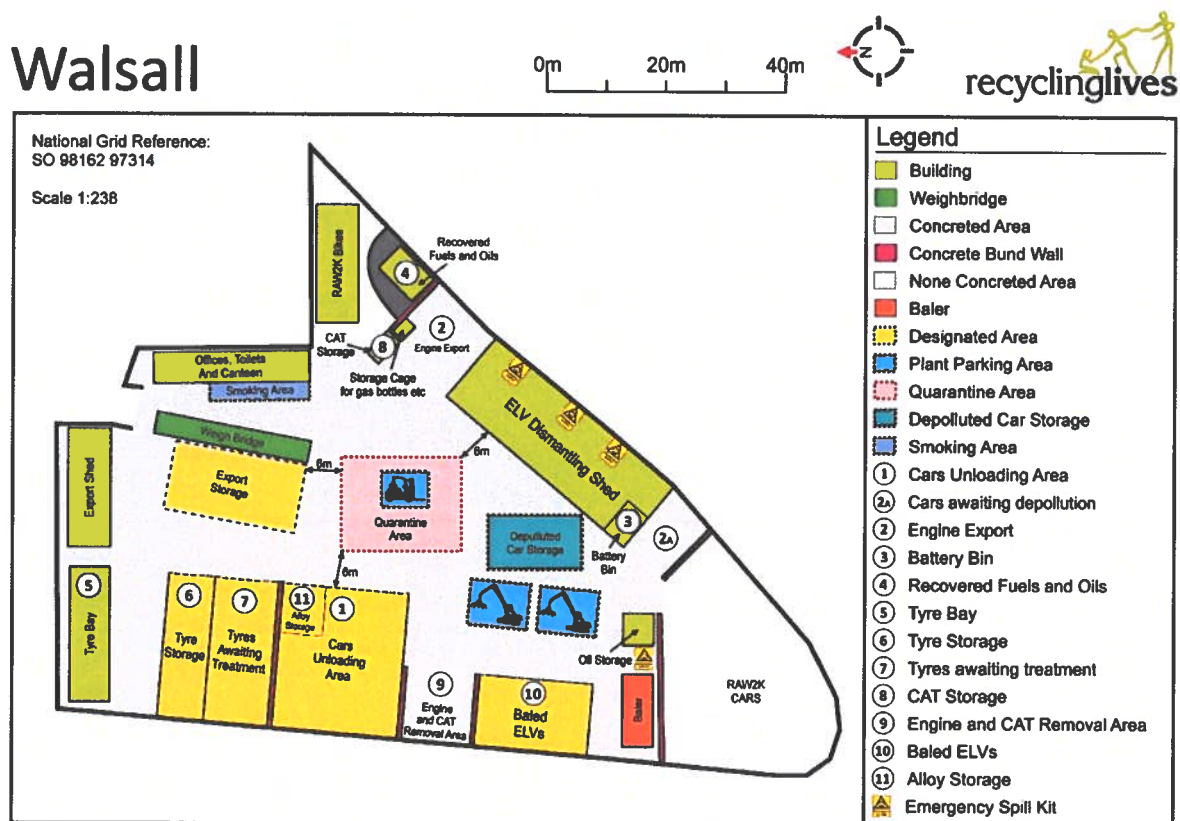 Walsall
0m
20m
40m
N
recyclinglives
National Grid Reference:
SO 98162 97314
Scale 1:238
RAW2K Bikes
Recovered
Fuels and Oils
4
2
Engine Export
CAT
Storage
8
Storage Cage
for gas bottles etc
Offices, Toilets
And Canteen
Smoking Area
Weigh Bridge
Export
Storage
6m
6m
ELV Dismantling Shed
Quarantine
Area
6m
Export Shed
Depolluted
Car Storage
3
Battery
Bin
2A
5
Tyre Bay
6
Tyre
Storage
7
Tyres
Awaiting
Treatment
11
Alloy
Storage
1
Cars
Unloading
Area
9
Engine
and CAT
Removal Area
10
Baled
ELVs
Oil Storage
Baler
RAW2K
CARS
Legend
Building
Weighbridge
Concreted Area
Concrete Bund Wall
None Concreted Area
Baler
Designated Area
Plant Parking Area
Quarantine Area
Depolluted Car Storage
Smoking Area
1 Cars Unloading Area
2A Cars awaiting depollution
2 Engine Export
3 Battery Bin
4 Recovered Fuels and Oils
5 Tyre Bay
6 Tyre Storage
7 Tyres awaiting treatment
8 CAT Storage
9 Engine and CAT Removal Area
10 Baled ELVs
11 Alloy Storage
Emergency Spill Kit